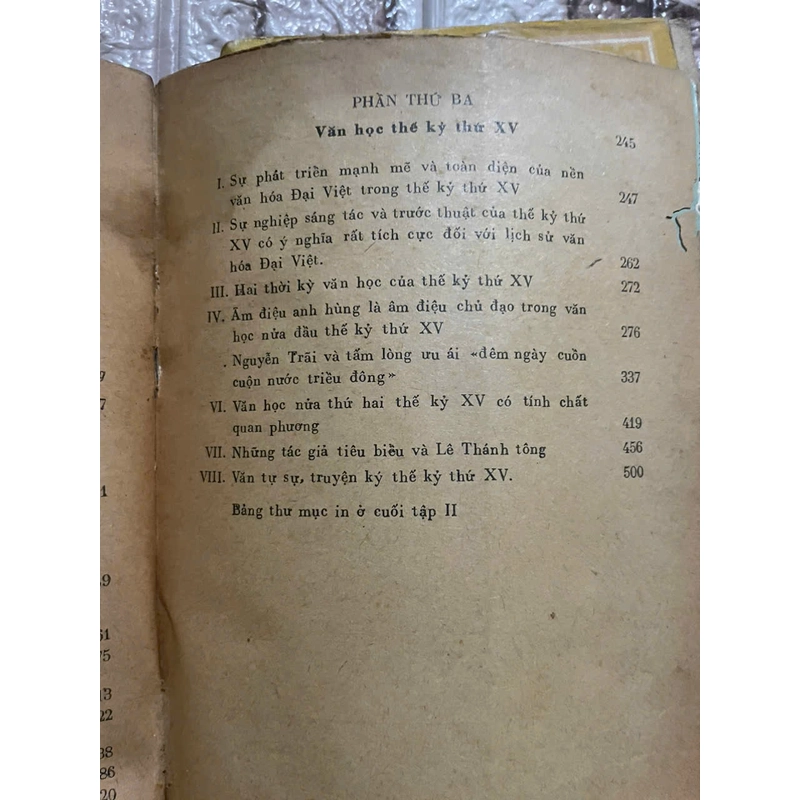 PHẦN THỨ BA
Văn học thế kỷ thứ XV
245
I. Sự phát triển mạnh mẽ và toàn diện của nền
văn hóa Đại Việt trong thế kỷ thứ XV 247
II. Sự nghiệp sáng tác và trước thuật của thế kỷ thứ
XV có ý nghĩa rất tích cực đối với lịch sử văn
hóa Đại Việt. 262
III. Hai thời kỳ văn học của thế kỷ thứ XV 272
IV. Âm điệu anh hùng là âm điệu chủ đạo trong văn
học nửa đầu thế kỷ thứ XV 276
. Nguyễn Trãi và tấm lòng ưu ái «đêm ngày cuồn
cuộn nước triều đông» 337
VI. Văn học nửa thứ hai thế kỷ XV có tính chất
quan phương 419
VII. Những tác giả tiêu biểu và Lê Thánh tông 456
VIII. Văn tự sự, truyện ký thế kỷ thứ XV. 500
Bảng thư mục in ở cuối tập II